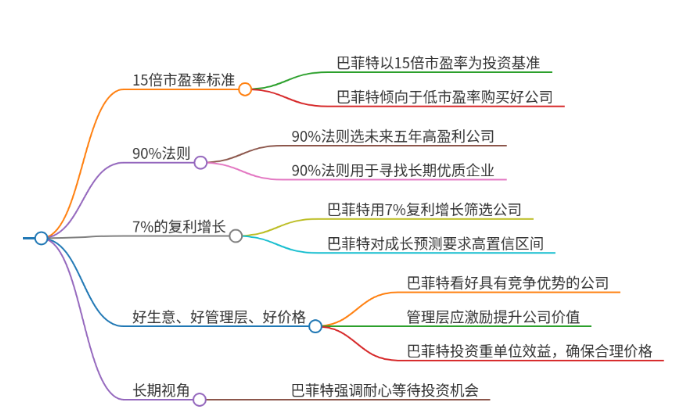 15倍市盈率标准
巴菲特以15倍市盈率为投资基准
巴菲特倾向于低市盈率购买好公司
90%法则
90%法则选未来五年高盈利公司
90%法则用于寻找长期优质企业
7%的复利增长
巴菲特用7%复利增长筛选公司
巴菲特对成长预测要求高置信区间
好生意、好管理层、好价格
巴菲特看好具有竞争优势的公司
管理层应激励提升公司价值
巴菲特投资重单位效益，确保合理价格
长期视角
巴菲特强调耐心等待投资机会